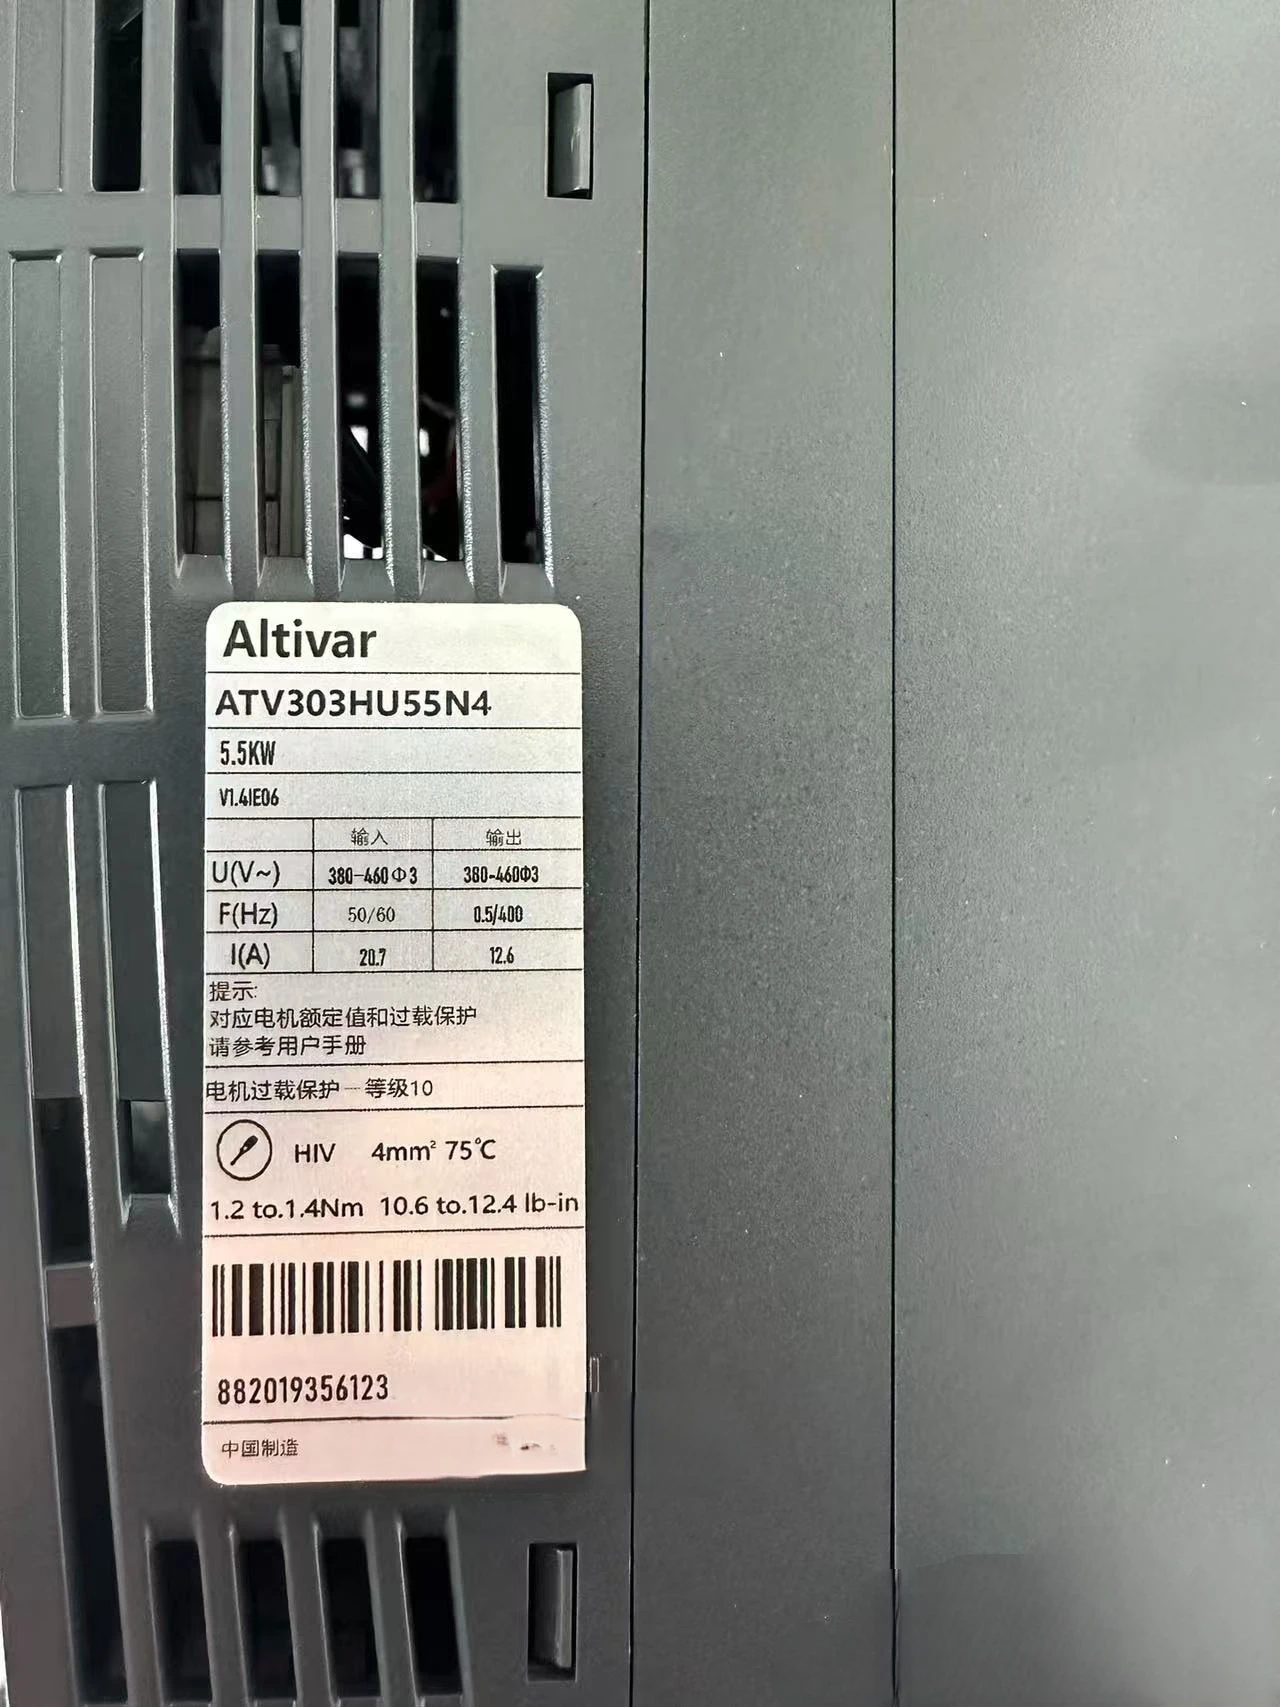 Altivar
ATV303HU55N4
5.5KW
V1.4IE06
输入 输出
U(V~) 380-460Φ3 380-460Φ3
F(Hz) 50/60 0.5/400
I(A) 20.7 12.6
提示:
对应电机额定值和过载保护
请参考用户手册
电机过载保护一等级10
HIV 4mm² 75℃
1.2 to.1.4Nm 10.6 to.12.4 lb-in
882019356123
中国制造